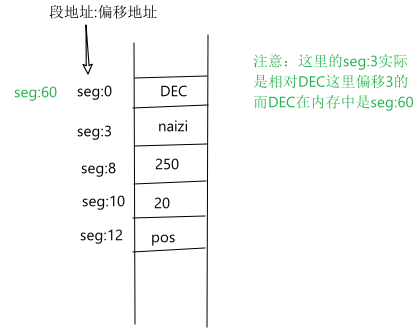 段地址:偏移地址
seg:60 seg:0 DEC
seg:3 naizi
seg:8 250
seg:10 20
seg:12 pos
注意：这里的seg:3实际
是相对DEC这里偏移3的
而DEC在内存中是seg:60